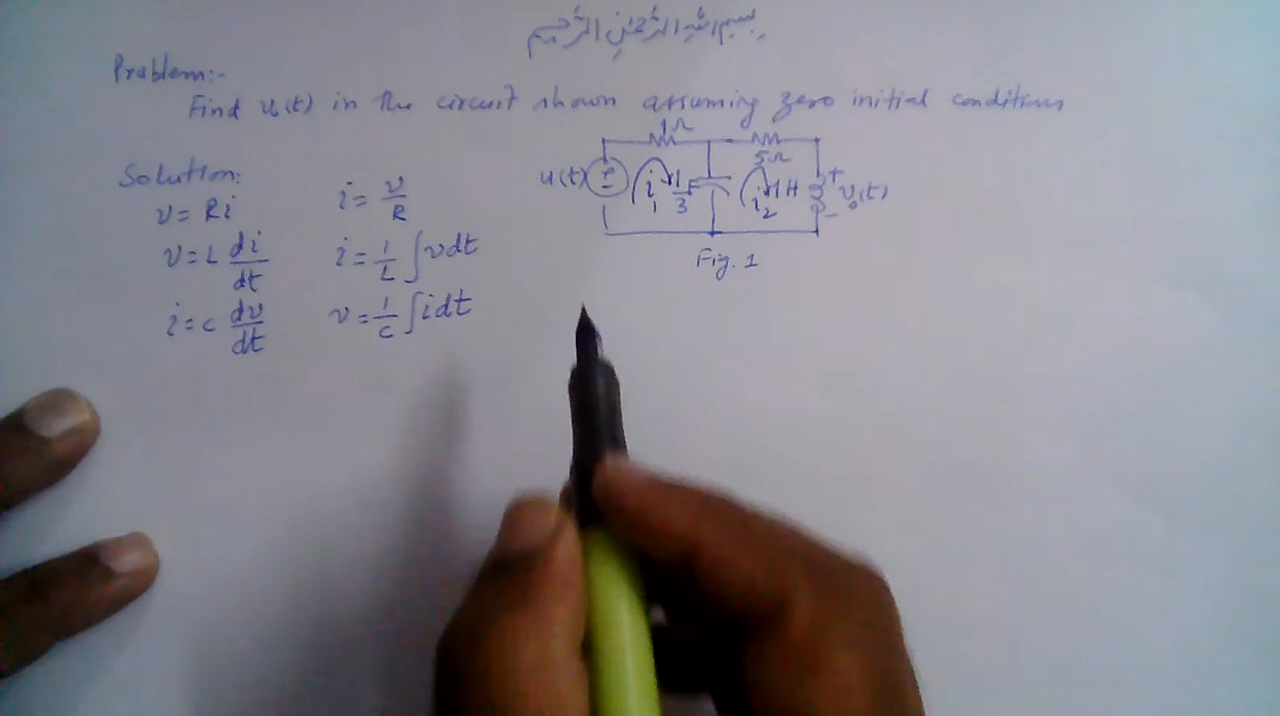 بسم الله الرحمن الرحيم
Problem:-
Find v₀(t) in the circuit shown assuming zero initial conditions
Solution:
v = Ri
i = v/R
v = L di/dt
i = 1/L ∫vdt
i = c dv/dt
v = 1/c ∫idt
1Ω
5Ω
u(t) + - i₁ 1/3 i₂ 1H + v₀(t) -
Fig. 1